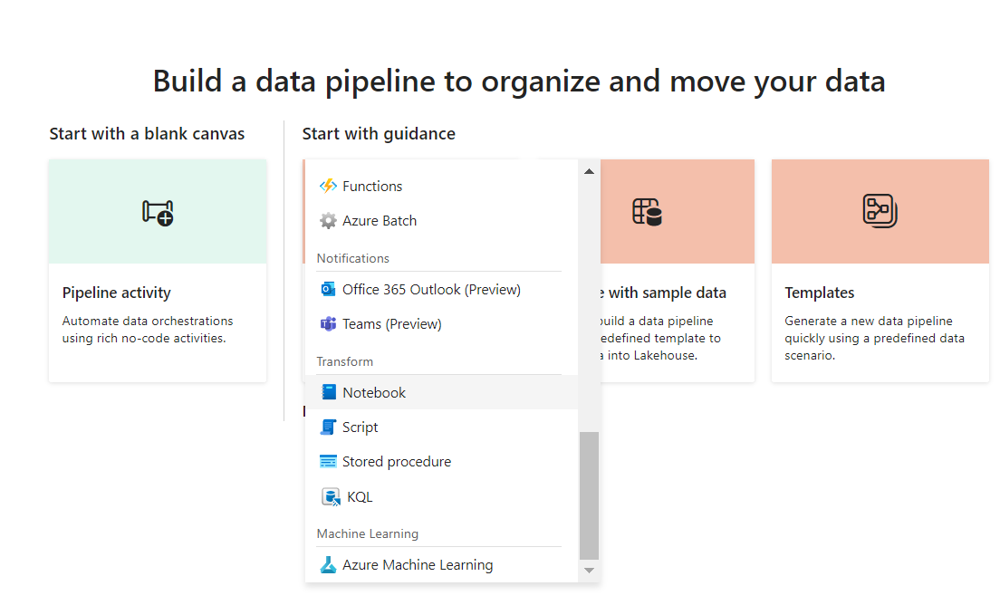 Build a data pipeline to organize and move your data
Start with a blank canvas
Start with guidance
Pipeline activity
Automate data orchestrations
using rich no-code activities.
Functions
Azure Batch
Notifications
Office 365 Outlook (Preview)
Teams (Preview)
Transform
Notebook
Script
Stored procedure
KQL
Machine Learning
Azure Machine Learning
with sample data
build a data pipeline
template to
into Lakehouse.
Templates
Generate a new data pipeline
quickly using a predefined data
scenario.